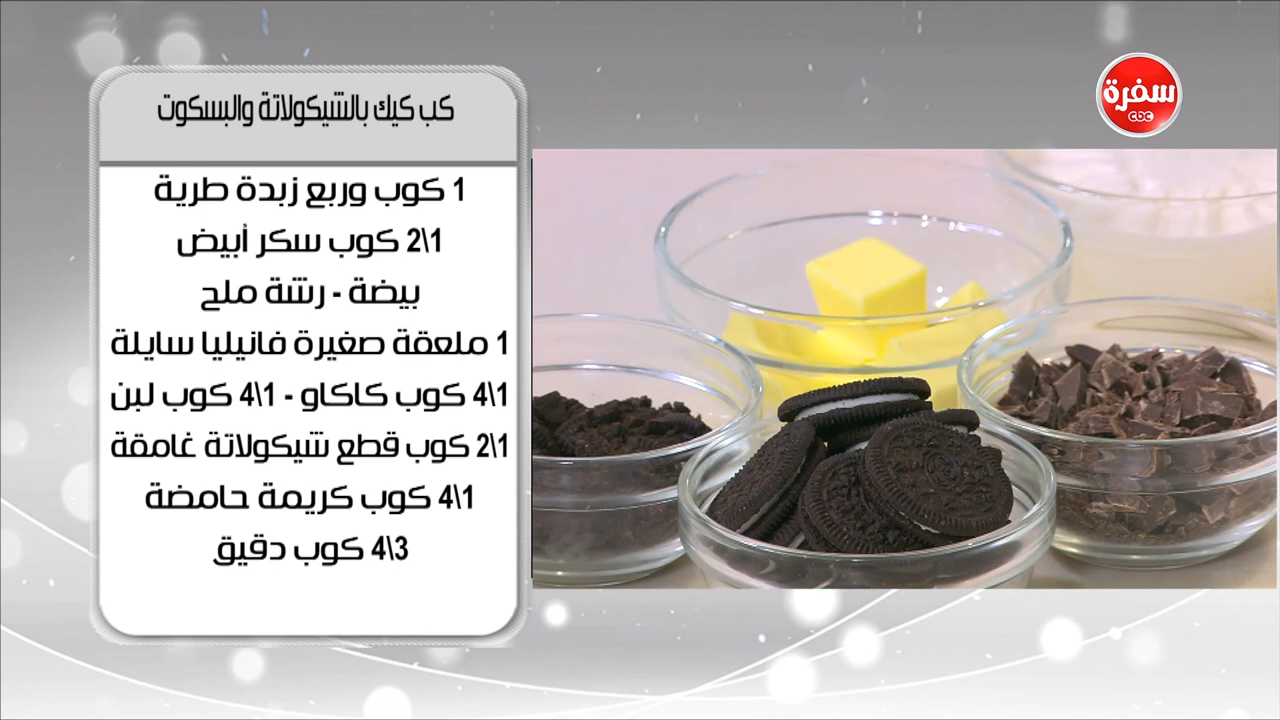 كب كيك بالشيكولاتة والبسكوت
1 كوب وربع زبدة طرية
1\2 كوب سكر أبيض
بيضة - رشة ملح
1 ملعقة صغيرة فانيليا سايلة
1\4 كوب كاكاو - 1\4 كوب لبن
1\2 كوب قطع شيكولاتة غامقة
1\4 كوب كريمة حامضة
3\4 كوب دقيق
سفرة
cbc